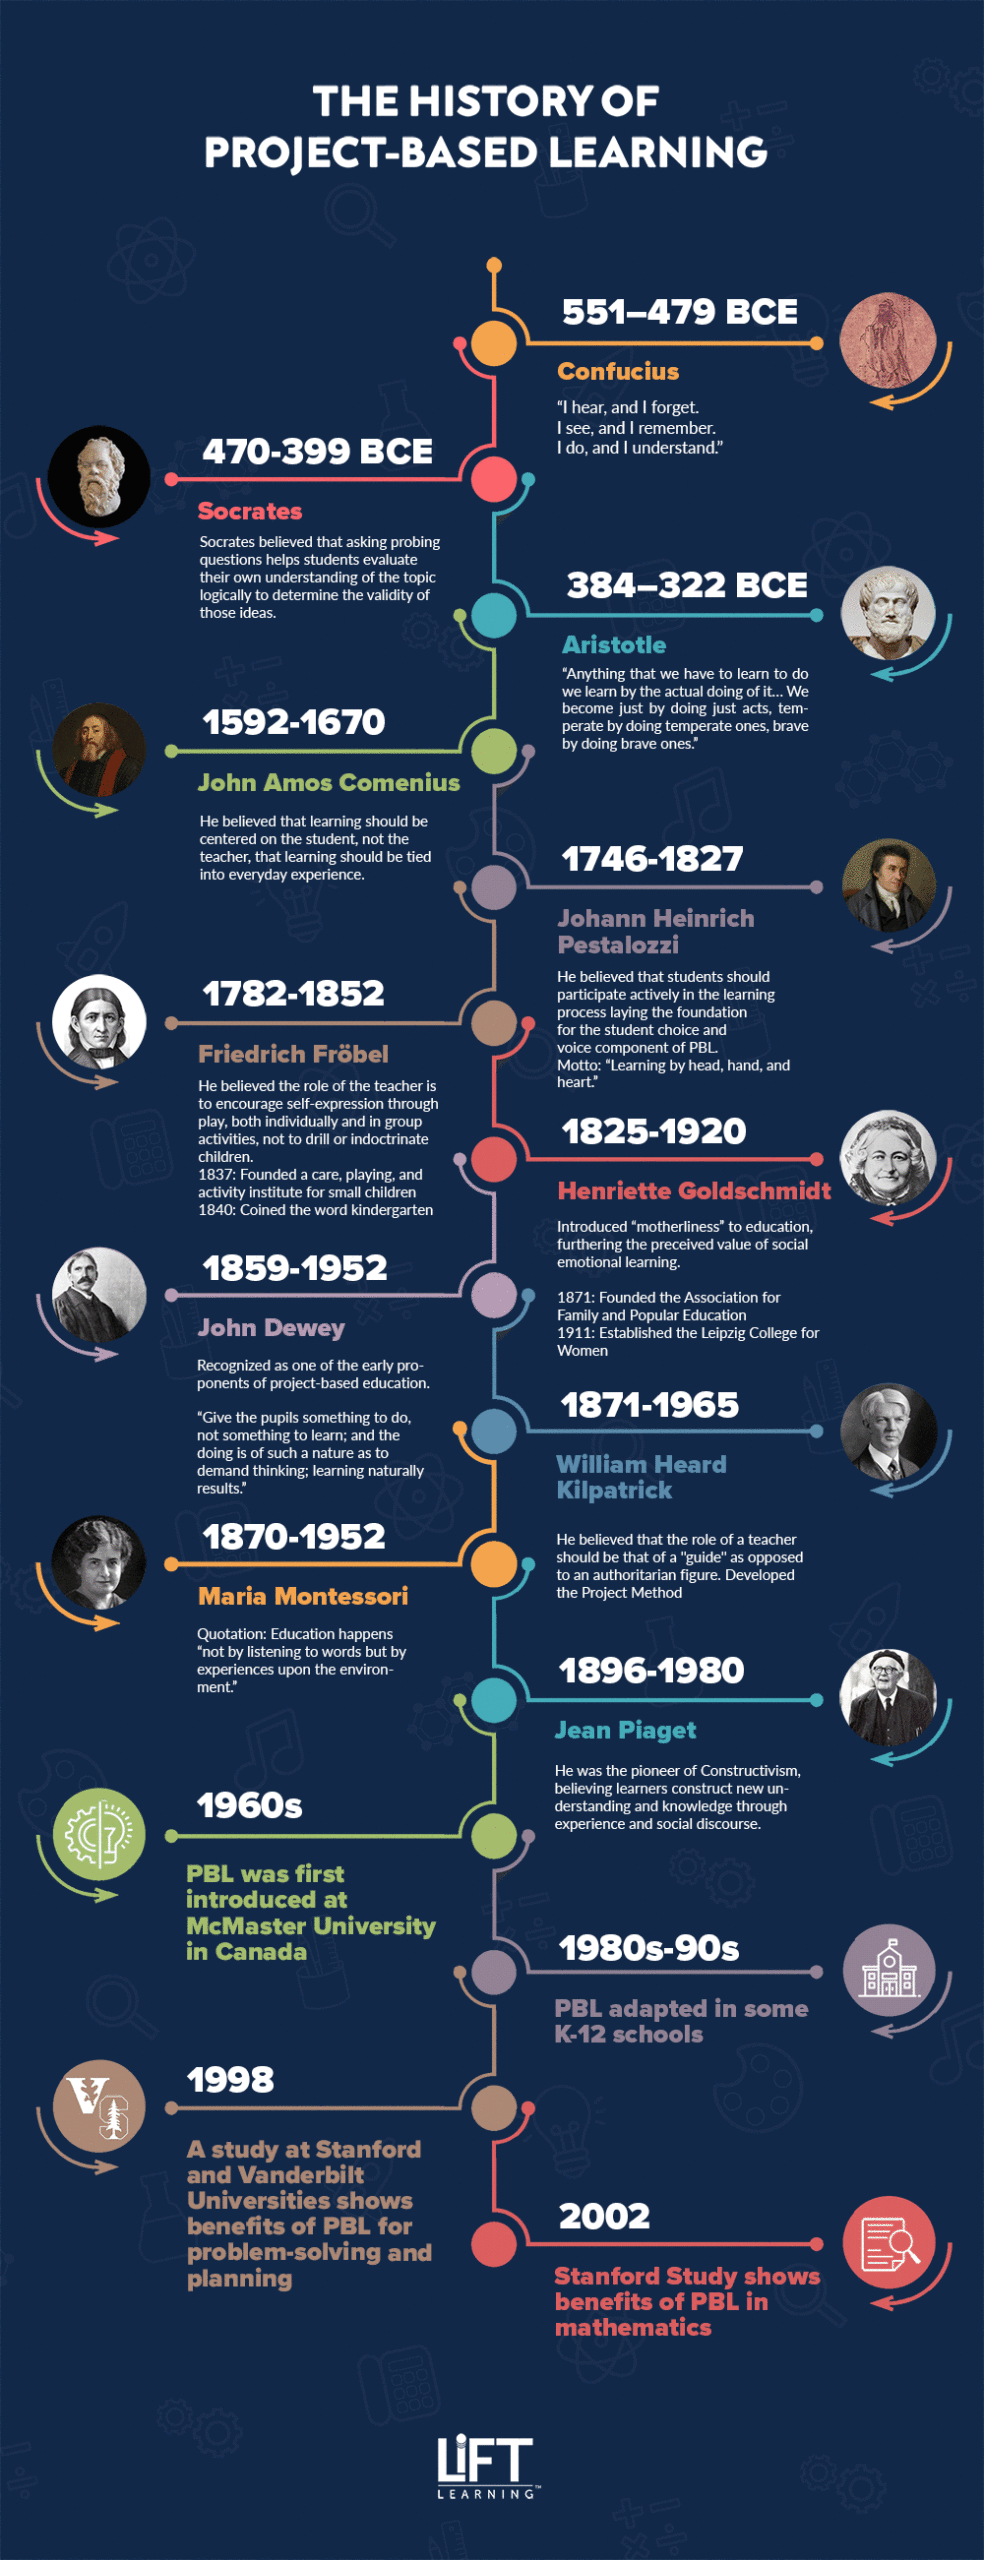 THE HISTORY OF
PROJECT-BASED LEARNING
551–479 BCE
Confucius
“I hear, and I forget.
I see, and I remember.
I do, and I understand.”
470-399 BCE
Socrates
Socrates believed that asking probing
questions helps students evaluate
their own understanding of the topic
logically to determine the validity of
those ideas.
384–322 BCE
Aristotle
“Anything that we have to learn to do
we learn by the actual doing of it... We
become just by doing just acts, tem-
perate by doing temperate ones, brave
by doing brave ones.”
1592-1670
John Amos Comenius
He believed that learning should be
centered on the student, not the
teacher, that learning should be tied
into everyday experience.
1746-1827
Johann Heinrich
Pestalozzi
He believed that students should
participate actively in the learning
process laying the foundation
for the student choice and
voice component of PBL.
Motto: “Learning by head, hand, and
heart.”
1782-1852
Friedrich Fröbel
He believed the role of the teacher is
to encourage self-expression through
play, both individually and in group
activities, not to drill or indoctrinate
children.
1837: Founded a care, playing, and
activity institute for small children
1840: Coined the word kindergarten
1825-1920
Henriette Goldschmidt
Introduced “motherliness” to education,
furthering the preceived value of social
emotional learning.
1871: Founded the Association for
Family and Popular Education
1911: Established the Leipzig College for
Women
1859-1952
John Dewey
Recognized as one of the early pro-
ponents of project-based education.
“Give the pupils something to do,
not something to learn; and the
doing is of such a nature as to
demand thinking; learning naturally
results.”
1871-1965
William Heard
Kilpatrick
He believed that the role of a teacher
should be that of a "guide" as opposed
to an authoritarian figure. Developed
the Project Method
1870-1952
Maria Montessori
Quotation: Education happens
“not by listening to words but by
experiences upon the environ-
ment.”
1896-1980
Jean Piaget
He was the pioneer of Constructivism,
believing learners construct new un-
derstanding and knowledge through
experience and social discourse.
1960s
PBL was first
introduced at
McMaster University
in Canada
1980s-90s
PBL adapted in some
K-12 schools
1998
V S
A study at Stanford
and Vanderbilt
Universities shows
benefits of PBL for
problem-solving and
planning
2002
Stanford Study shows
benefits of PBL in
mathematics
LiFT
LEARNING™